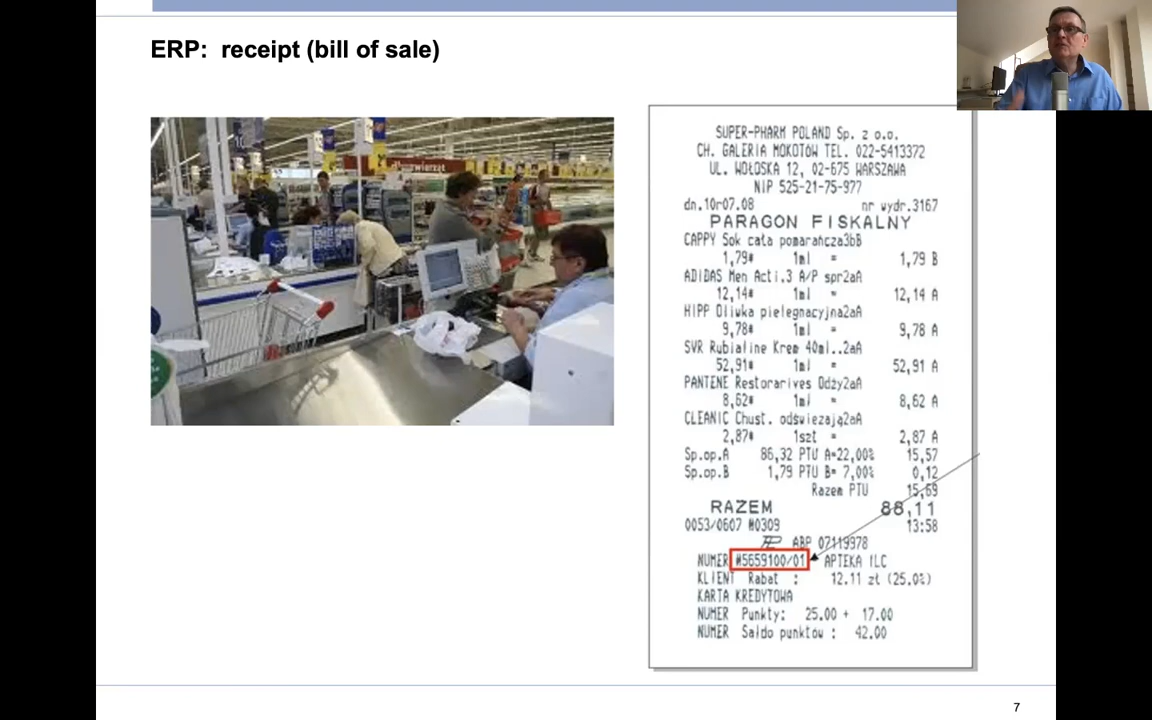 ERP: receipt (bill of sale)
SUPER-PHARM POLAND Sp. z o.o.
CH. GALERIA MOKOTÓW TEL. 022-5413372
UL. WOŁOSKA 12, 02-675 WARSZAWA
NIP 525-21-75-977
dn.10r07.08 nr wydr.3167
PARAGON FISKALNY
CAPPY Sok cała pomarańcza3bB
1,79* 1ml = 1,79 B
ADIDAS Men Acti.3 A/P spr2aA
12,14* 1ml = 12,14 A
HIPP Oliwka pielęgnacyjna2aA
9,78* 1ml = 9,78 A
SVR Rubialine Krem 40ml..2aA
52,91* 1ml = 52,91 A
PANTENE Restorarives Odży2aA
8,62* 1ml = 8,62 A
CLEANIC Chust. odświezają2aA
2,87* 1szt = 2,87 A
Sp.op.A 86,32 PTU A=22,00% 15,57
Sp.op.B 1,79 PTU B= 7,00% 0,12
Razem PTU 15,69
RAZEM 88,11
0053/0607 #0309 13:58
ABP 07119978
NUMER #5659100/01 APTEKA ILC
KLIENT Rabat : 12.11 zł (25.0%)
KARTA KREDYTOWA
NUMER Punkty: 25.00 + 17.00
NUMER Saldo punktów : 42.00
7